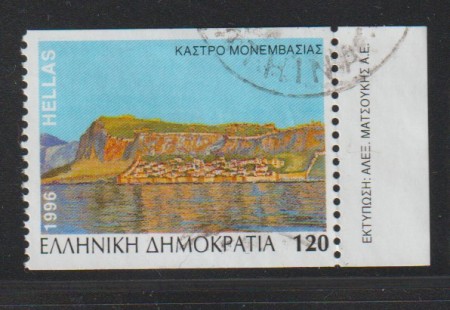 ΚΑΣΤΡΟ ΜΟΝΕΜΒΑΣΙΑΣ
HELLAS
1996
ΕΛΛΗΝΙΚΗ ΔΗΜΟΚΡΑΤΙΑ 120
ΕΚΤΥΠΩΣΗ: ΑΛΕΞ. ΜΑΤΣΟΥΚΗΣ Α.Ε.